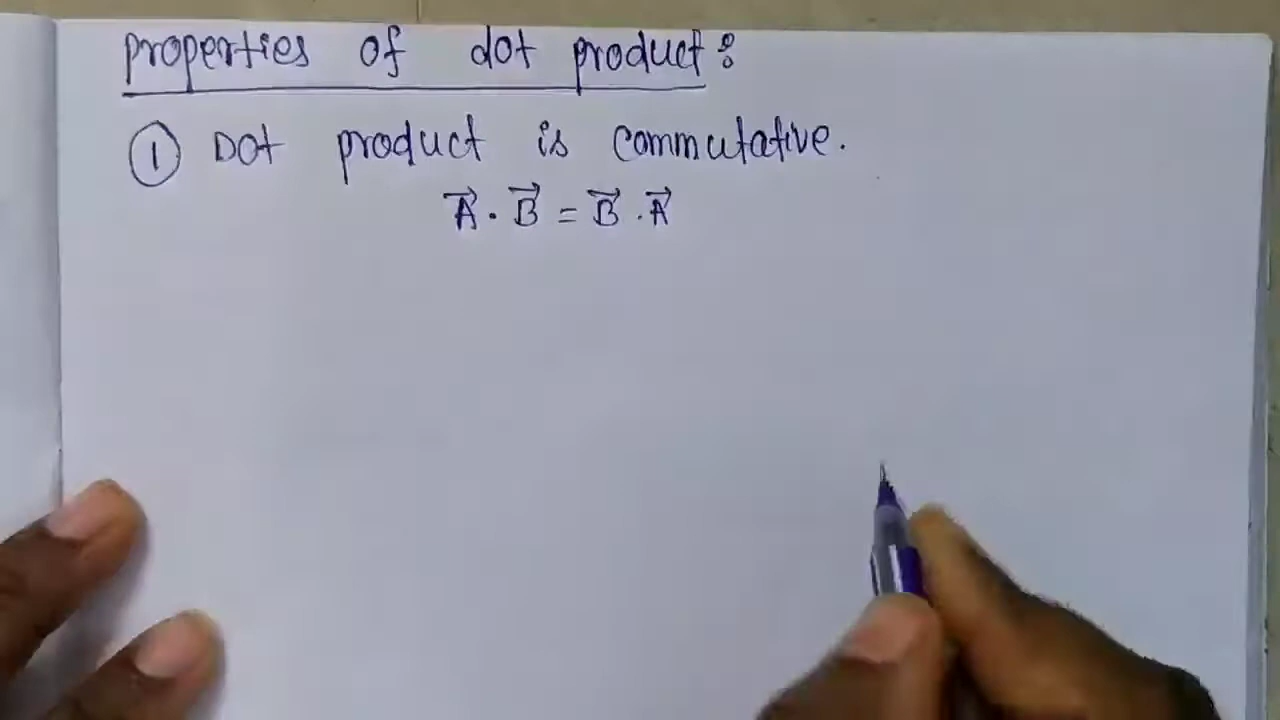 properties of dot product :
① Dot product is commutative.
A⃗ · B⃗ = B⃗ · A⃗